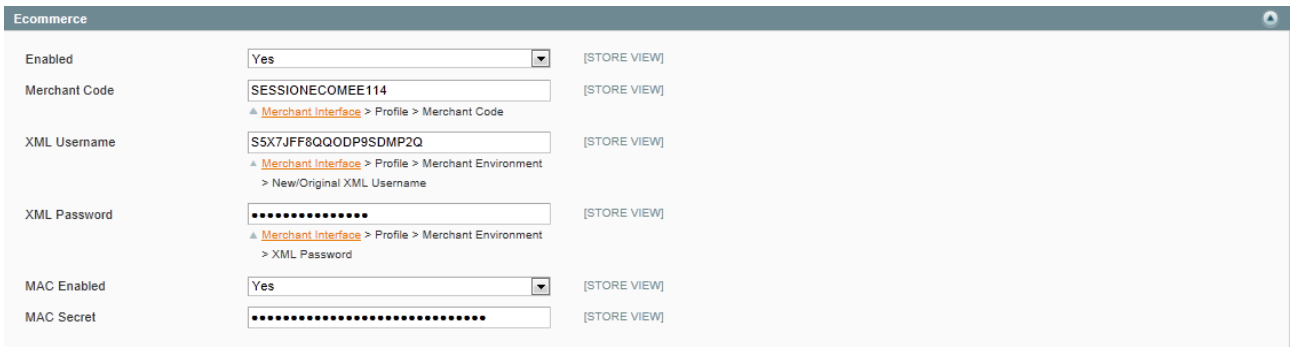 Ecommerce
Enabled Yes [STORE VIEW]
Merchant Code SESSIONECOMEE114 [STORE VIEW]
Merchant Interface > Profile > Merchant Code
XML Username S5X7JFF8QQODP9SDMP2Q [STORE VIEW]
Merchant Interface > Profile > Merchant Environment
> New/Original XML Username
XML Password ••••••••••••••• [STORE VIEW]
Merchant Interface > Profile > Merchant Environment
> XML Password
MAC Enabled Yes [STORE VIEW]
MAC Secret •••••••••••••••••••••••••••••• [STORE VIEW]